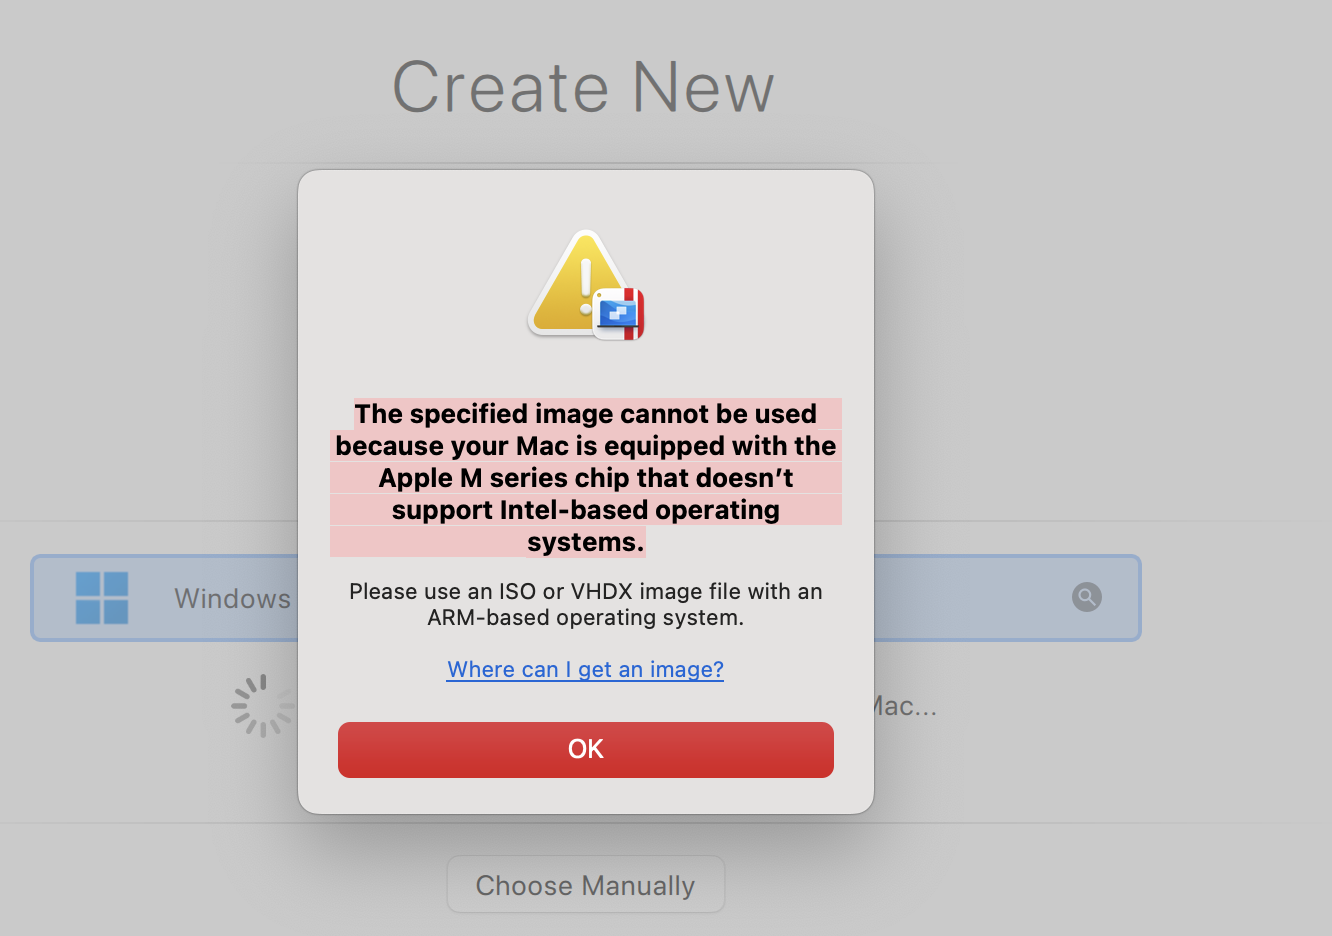 Create New
The specified image cannot be used
because your Mac is equipped with the
Apple M series chip that doesn’t
support Intel-based operating
systems.
Windows
Please use an ISO or VHDX image file with an
ARM-based operating system.
Where can I get an image?
Mac...
OK
Choose Manually